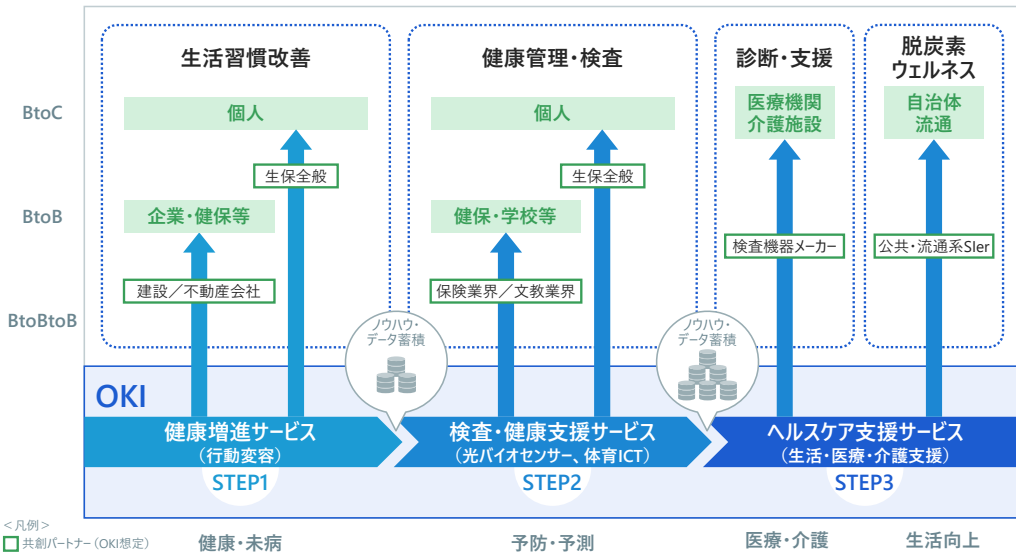 生活習慣改善
健康管理・検査
診断・支援
脱炭素
ウェルネス
BtoC
個人
個人
医療機関
介護施設
自治体
流通
生保全般
生保全般
BtoB
企業・健保等
健保・学校等
検査機器メーカー
公共・流通系SIer
建設／不動産会社
保険業界／文教業界
BtoBtoB
ノウハウ・
データ蓄積
ノウハウ・
データ蓄積
OKI
健康増進サービス
（行動変容）
STEP1
検査・健康支援サービス
（光バイオセンサー、体育ICT）
STEP2
ヘルスケア支援サービス
（生活・医療・介護支援）
STEP3
＜凡例＞
共創パートナー（OKI想定）
健康・未病
予防・予測
医療・介護
生活向上